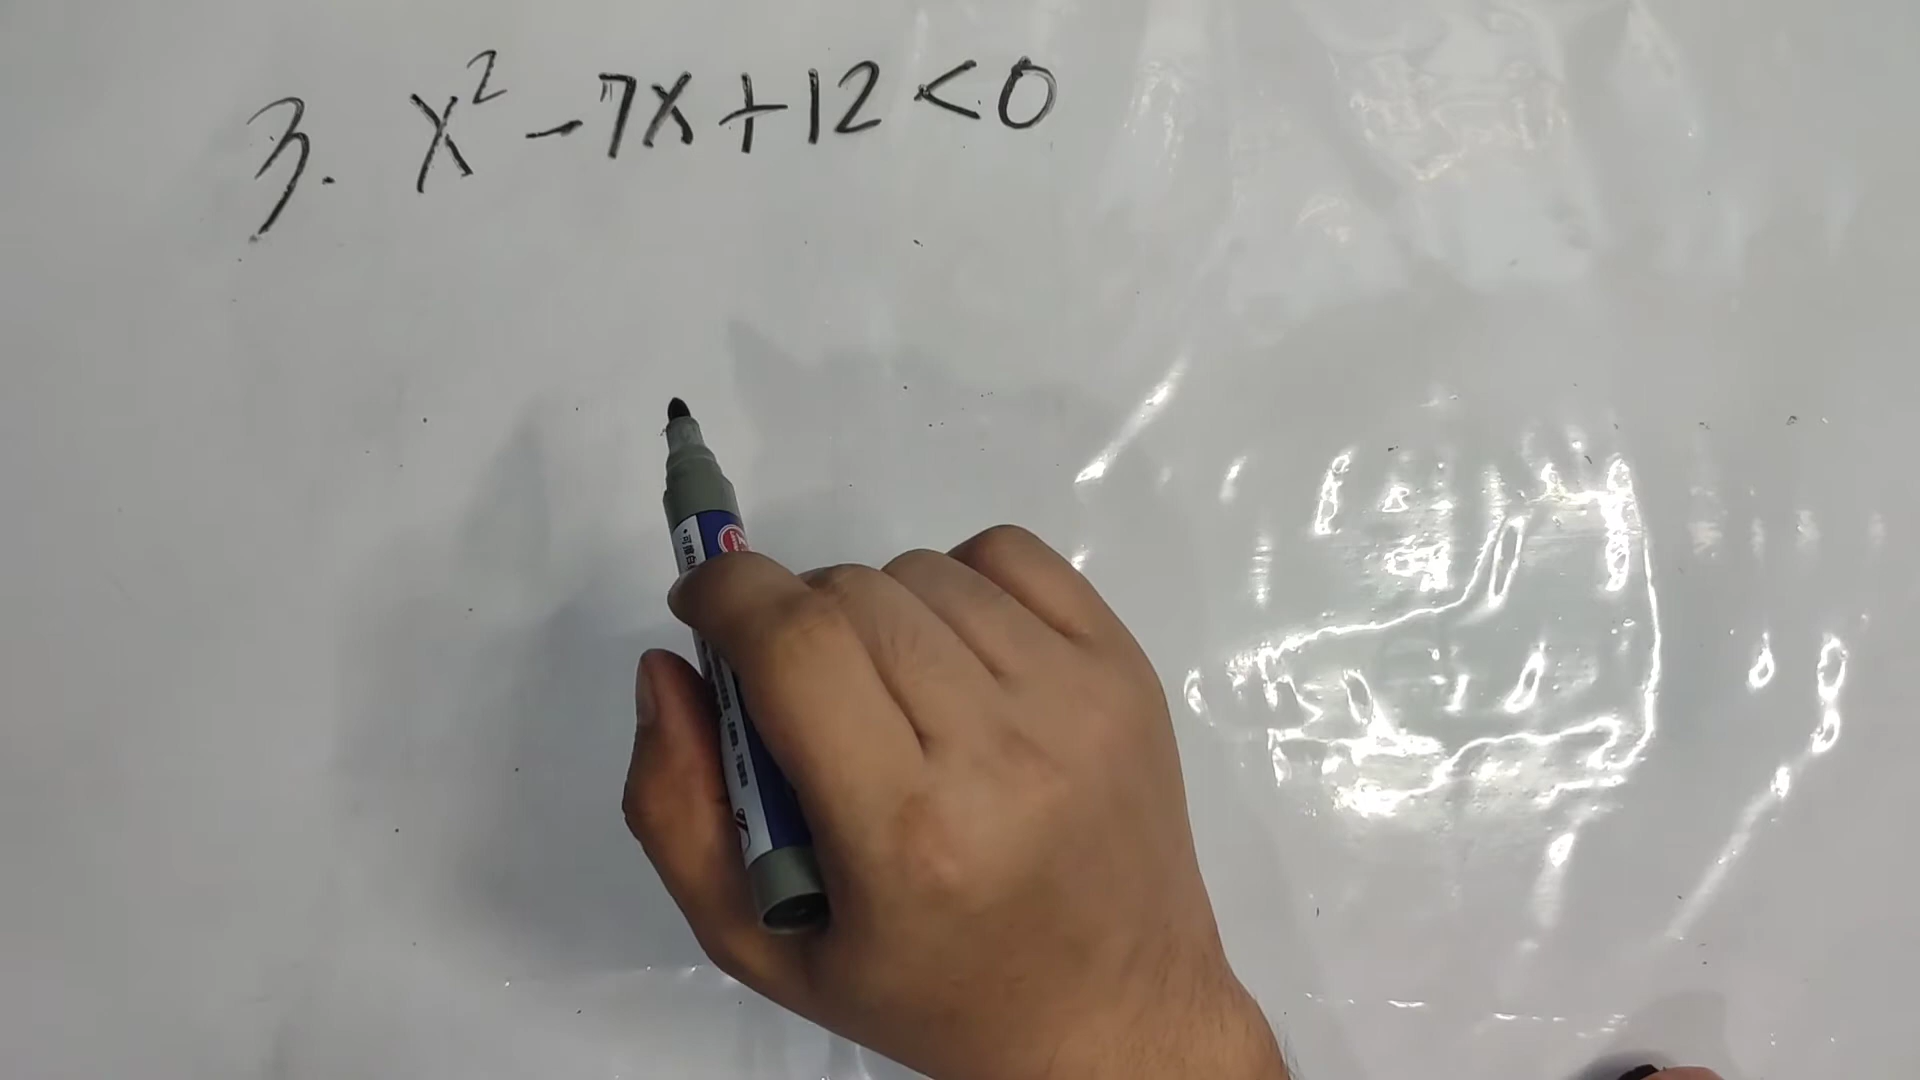 3. x² - 7x + 12 < 0